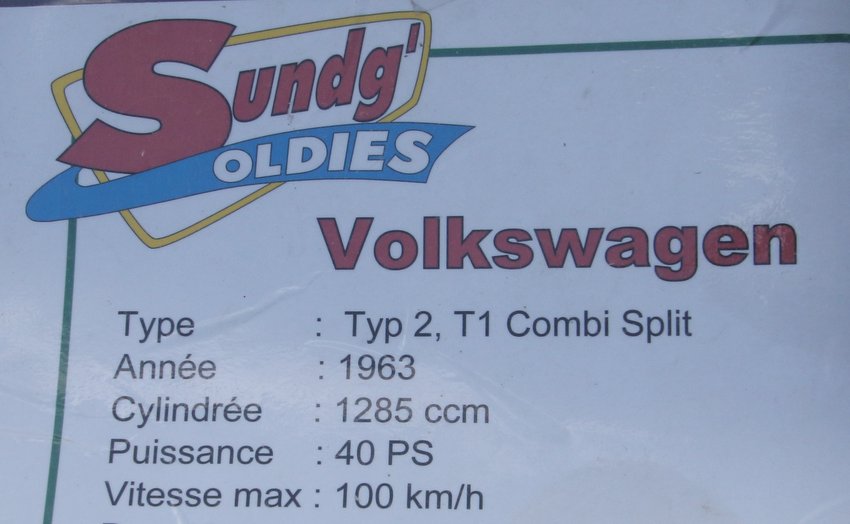 Sundg'
OLDIES
Volkswagen
Type : Typ 2, T1 Combi Split
Année : 1963
Cylindrée : 1285 ccm
Puissance : 40 PS
Vitesse max : 100 km/h